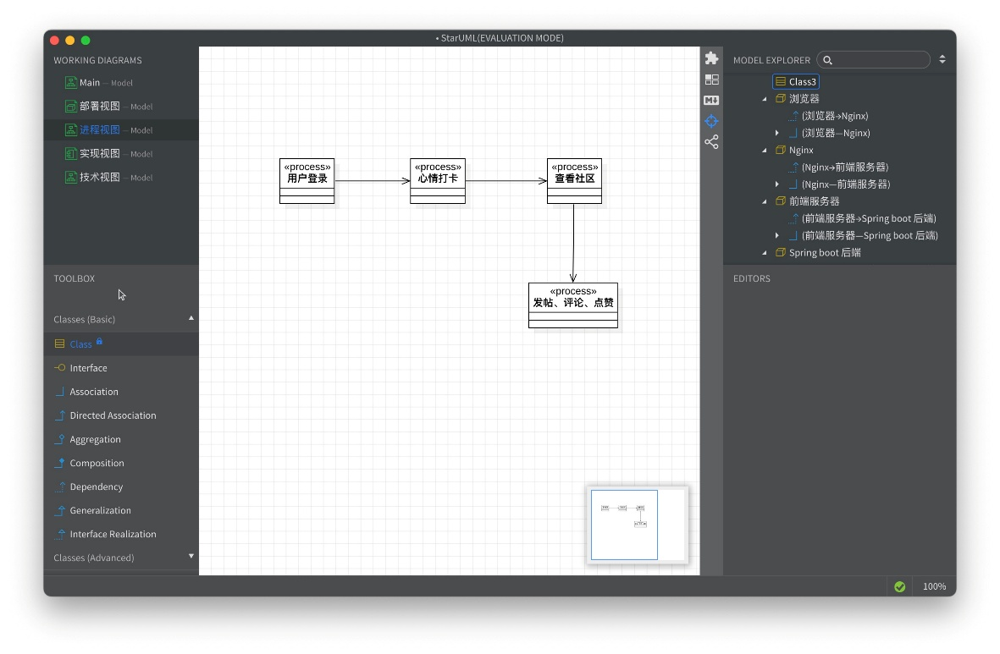 • StarUML(EVALUATION MODE)
WORKING DIAGRAMS
Main — Model
部署视图 — Model
进程视图 — Model
实现视图 — Model
技术视图 — Model
TOOLBOX
Classes (Basic)
Class
Interface
Association
Directed Association
Aggregation
Composition
Dependency
Generalization
Interface Realization
Classes (Advanced)
«process»
用户登录
«process»
心情打卡
«process»
查看社区
«process»
发帖、评论、点赞
M↓
MODEL EXPLORER
Class3
浏览器
(浏览器→Nginx)
(浏览器—Nginx)
Nginx
(Nginx→前端服务器)
(Nginx—前端服务器)
前端服务器
(前端服务器→Spring boot 后端)
(前端服务器—Spring boot 后端)
Spring boot 后端
EDITORS
100%